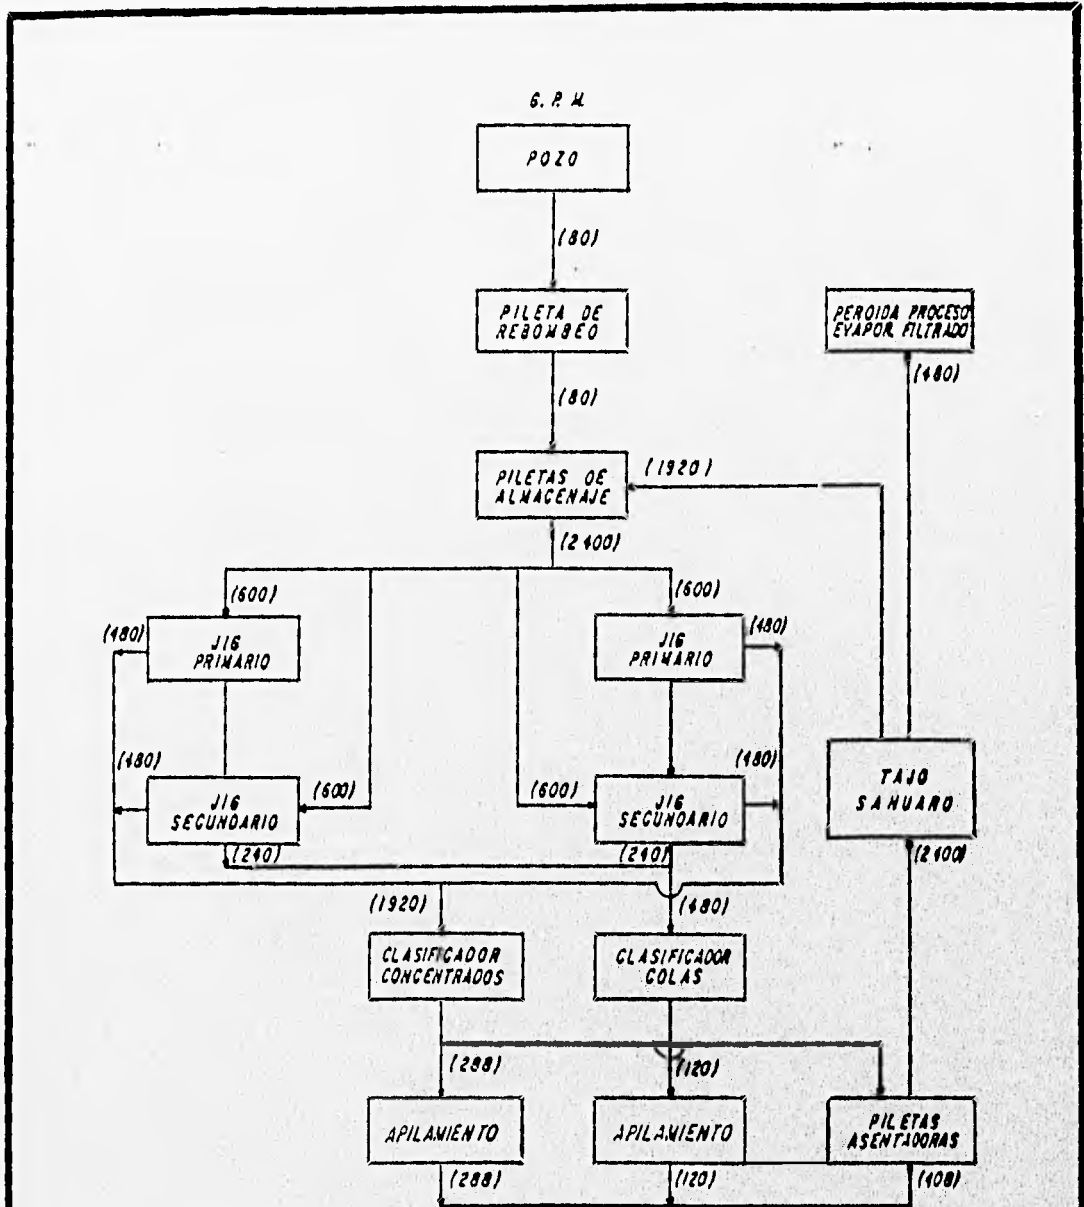 G. P. M.
POZO
(80)
PILETA DE
REBOMBEO
PERDIDA PROCESO
EVAPOR. FILTRADO
(480)
(80)
PILETAS DE
ALMACENAJE
(1920)
(2400)
(600)
(600)
(480)
JIG
PRIMARIO
JIG
PRIMARIO
(480)
(480)
JIG
SECUNDARIO
(600)
(600)
JIG
SECUNDARIO
(480)
TAJO
SAHUARO
(240)
(240)
(2400)
(1920)
(480)
CLASIFICADOR
CONCENTRADOS
CLASIFICADOR
COLAS
(288)
(120)
APILAMIENTO
APILAMIENTO
PILETAS
ASENTADORAS
(288)
(120)
(408)